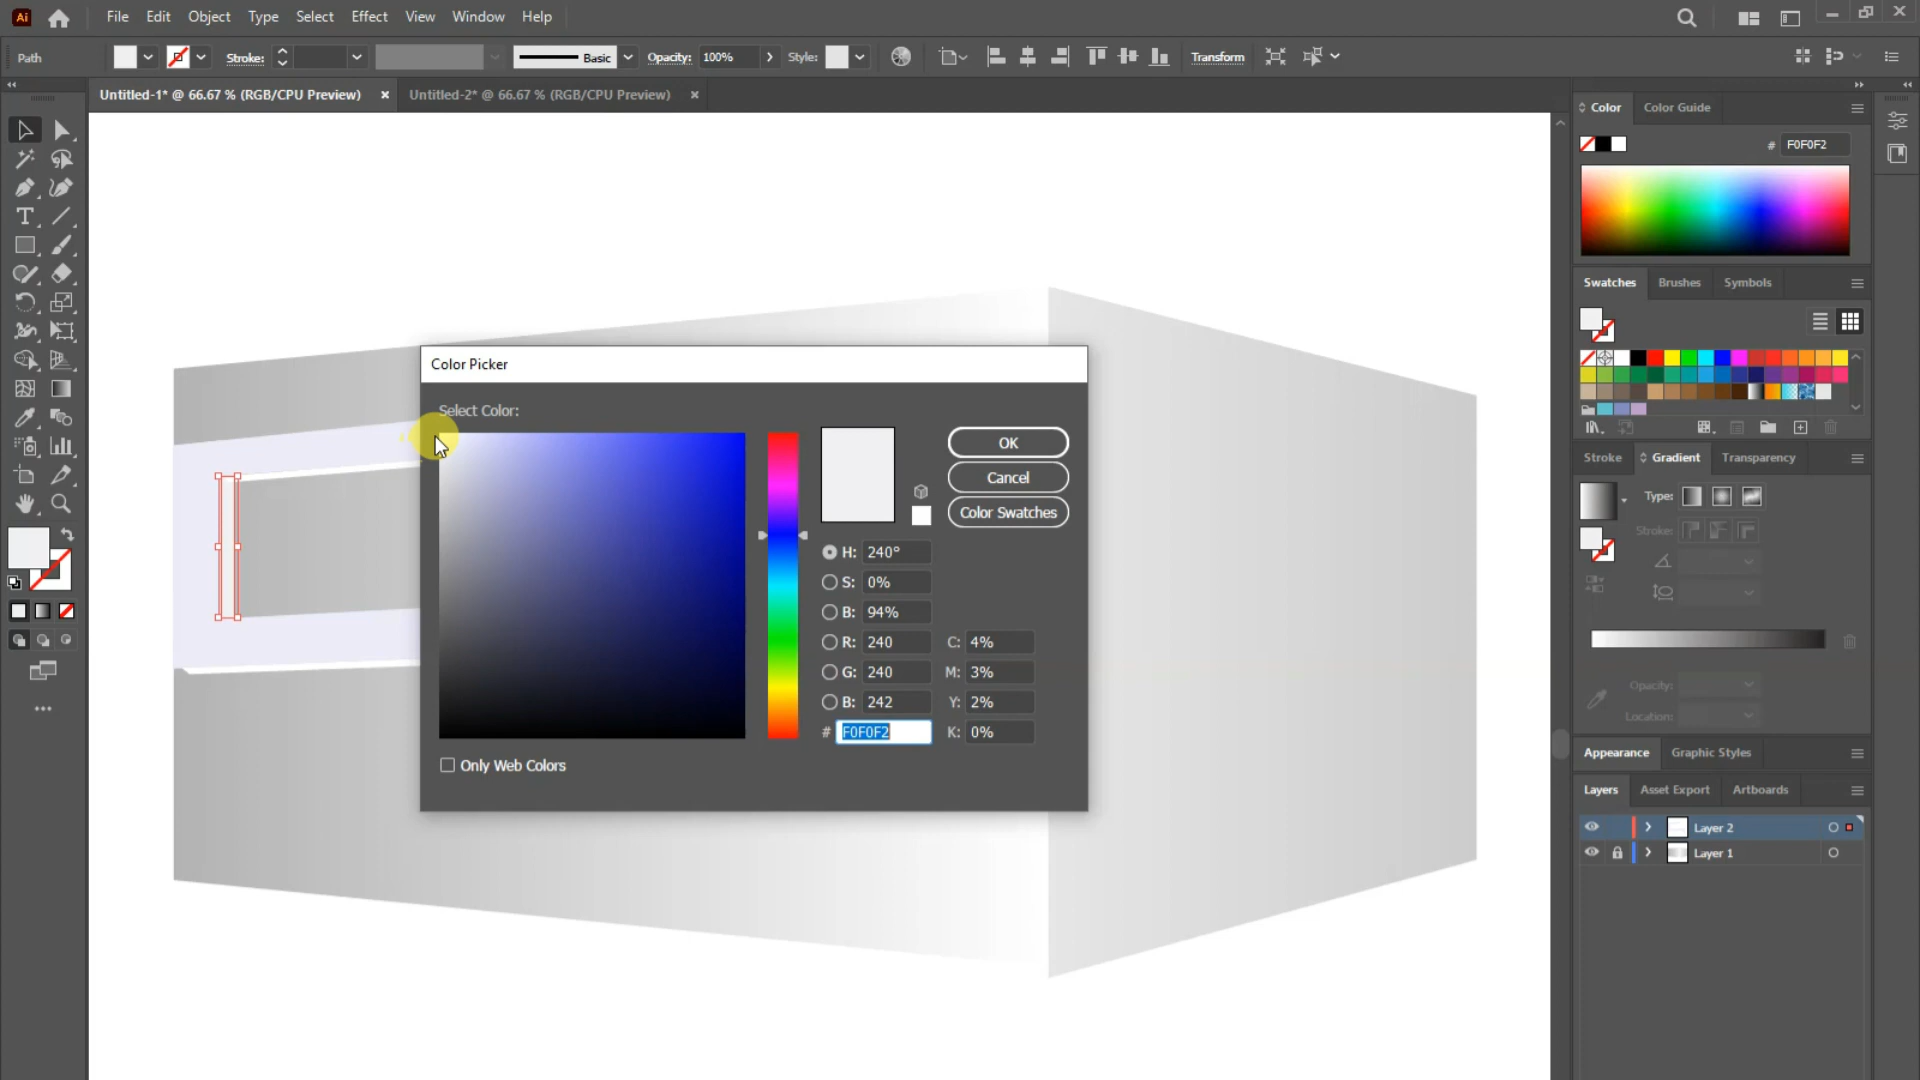 Ai File Edit Object Type Select Effect View Window Help
Path Stroke: Basic Opacity: 100% Style: Transform
Untitled-1* @ 66.67 % (RGB/CPU Preview) Untitled-2* @ 66.67 % (RGB/CPU Preview)
Color Color Guide
# F0F0F2
Swatches Brushes Symbols
Color Picker
Select Color:
OK
Cancel
Color Swatches
H: 240°
S: 0%
B: 94%
R: 240 C: 4%
G: 240 M: 3%
B: 242 Y: 2%
# F0F0F2 K: 0%
Only Web Colors
Stroke Gradient Transparency
Type:
Stroke:
Opacity:
Location:
Appearance Graphic Styles
Layers Asset Export Artboards
Layer 2
Layer 1